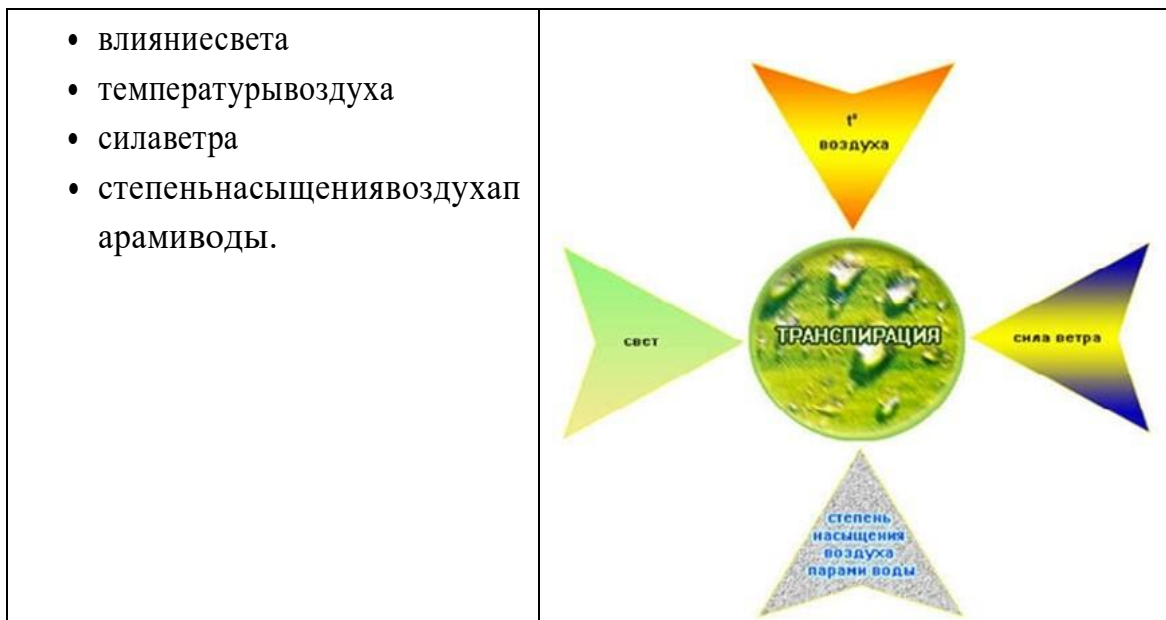 • влияниесвета
• температурывоздуха
• силаветра
• степеньнасыщениявоздухап
арамиводы.
t°
воздуха
свет
ТРАНСПИРАЦИЯ
сила ветра
степень
насыщения
воздуха
парами воды